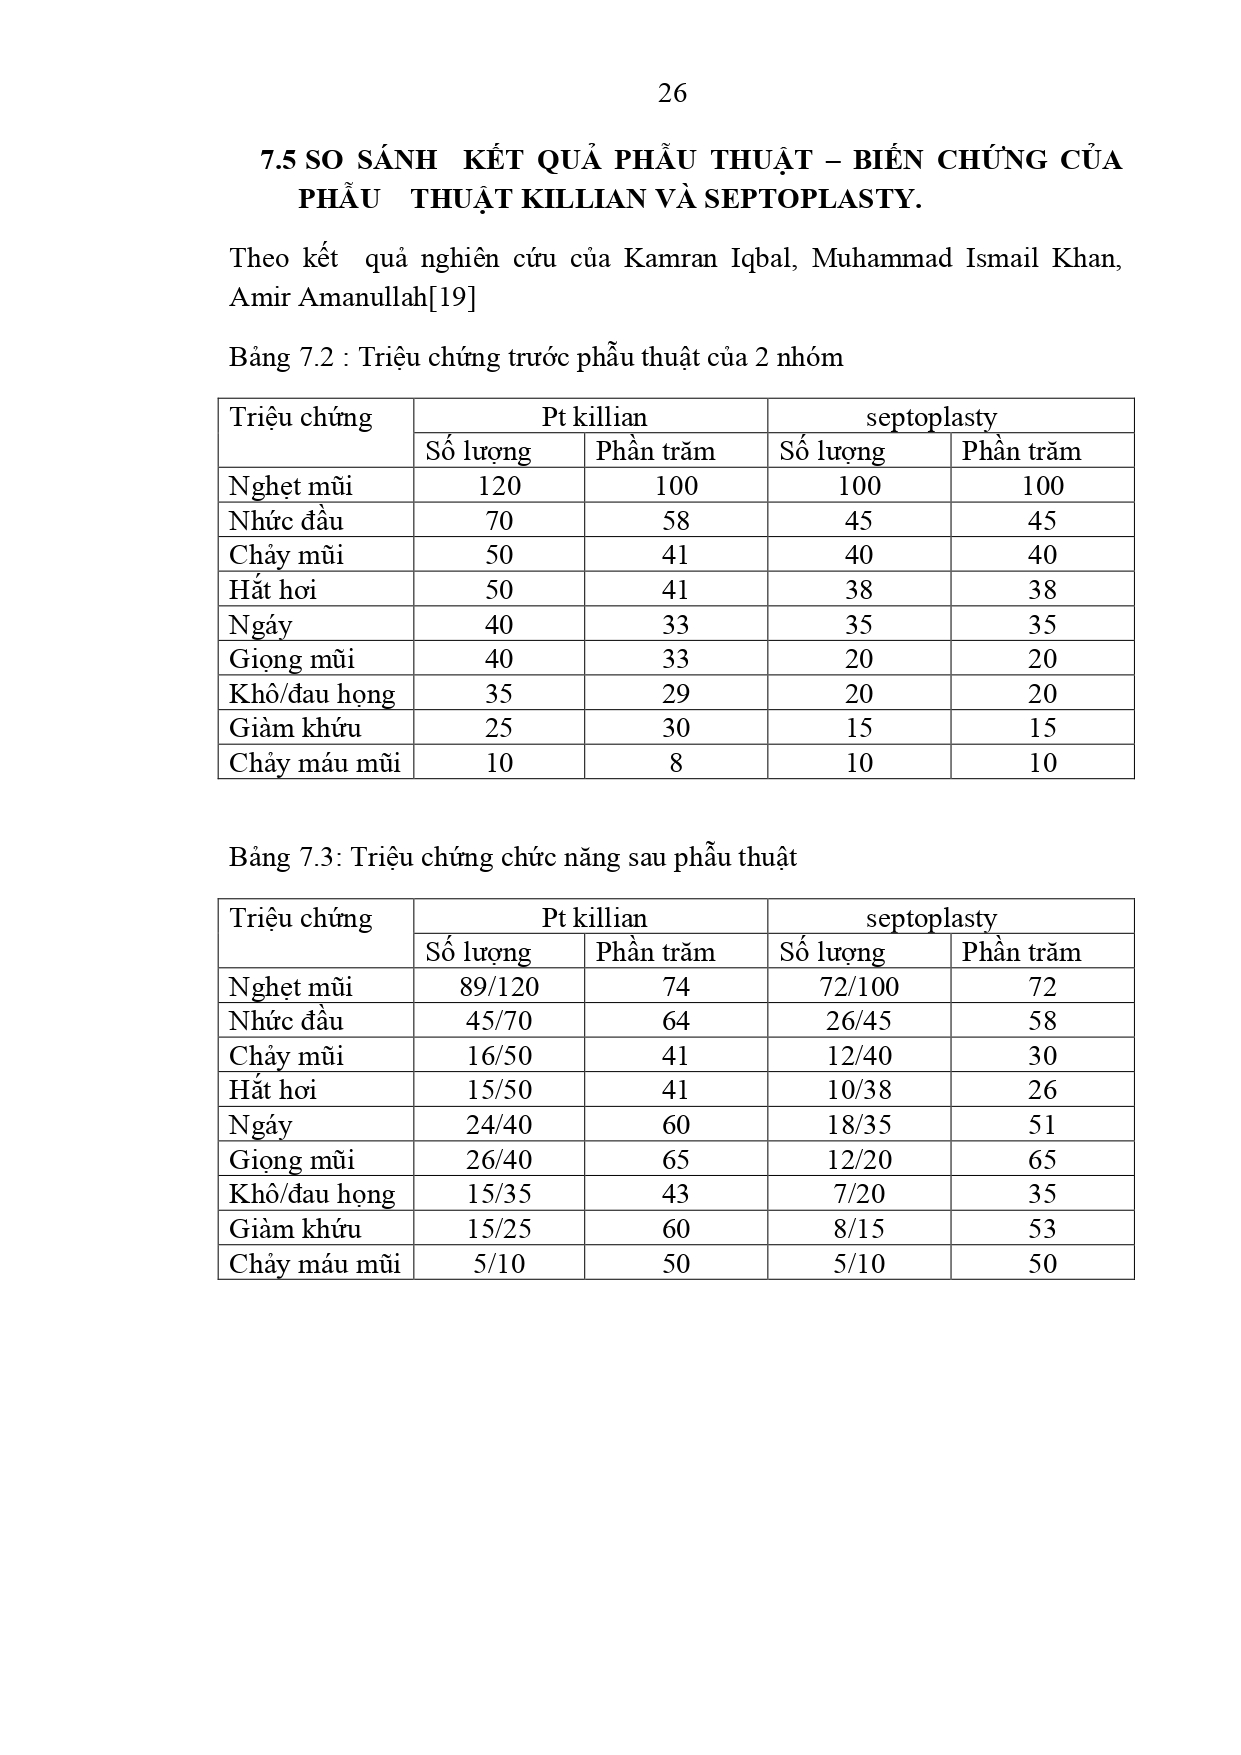 26
7.5 SO SÁNH KẾT QUẢ PHẪU THUẬT – BIẾN CHỨNG CỦA
PHẪU THUẬT KILLIAN VÀ SEPTOPLASTY.
Theo kết quả nghiên cứu của Kamran Iqbal, Muhammad Ismail Khan,
Amir Amanullah[19]
Bảng 7.2 : Triệu chứng trước phẫu thuật của 2 nhóm
Triệu chứng Pt killian septoplasty
Số lượng Phần trăm Số lượng Phần trăm
Nghẹt mũi 120 100 100 100
Nhức đầu 70 58 45 45
Chảy mũi 50 41 40 40
Hắt hơi 50 41 38 38
Ngáy 40 33 35 35
Giọng mũi 40 33 20 20
Khô/đau họng 35 29 20 20
Giàm khứu 25 30 15 15
Chảy máu mũi 10 8 10 10
Bảng 7.3: Triệu chứng chức năng sau phẫu thuật
Triệu chứng Pt killian septoplasty
Số lượng Phần trăm Số lượng Phần trăm
Nghẹt mũi 89/120 74 72/100 72
Nhức đầu 45/70 64 26/45 58
Chảy mũi 16/50 41 12/40 30
Hắt hơi 15/50 41 10/38 26
Ngáy 24/40 60 18/35 51
Giọng mũi 26/40 65 12/20 65
Khô/đau họng 15/35 43 7/20 35
Giàm khứu 15/25 60 8/15 53
Chảy máu mũi 5/10 50 5/10 50